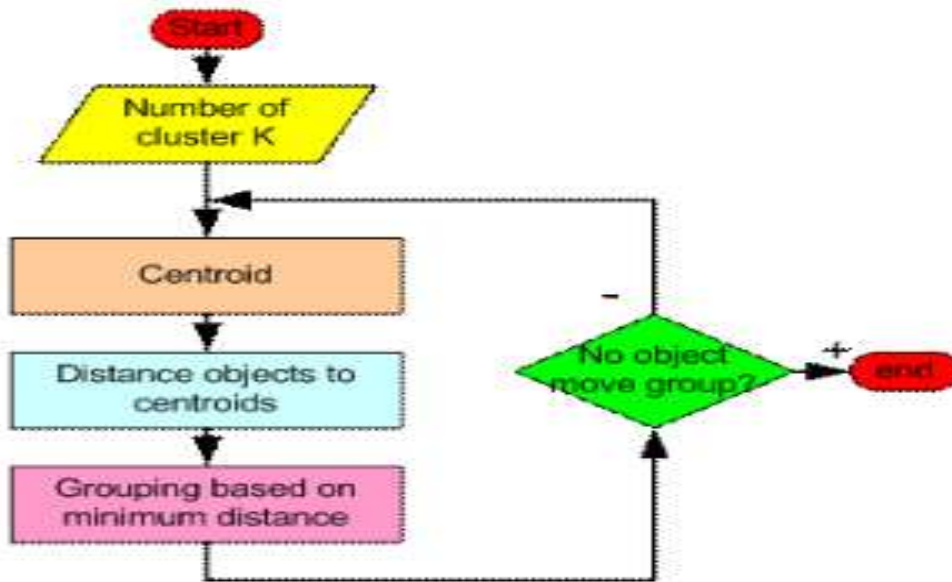 Start
Number of
cluster K
Centroid
Distance objects to
centroids
Grouping based on
minimum distance
-
No object
move group?
+
end